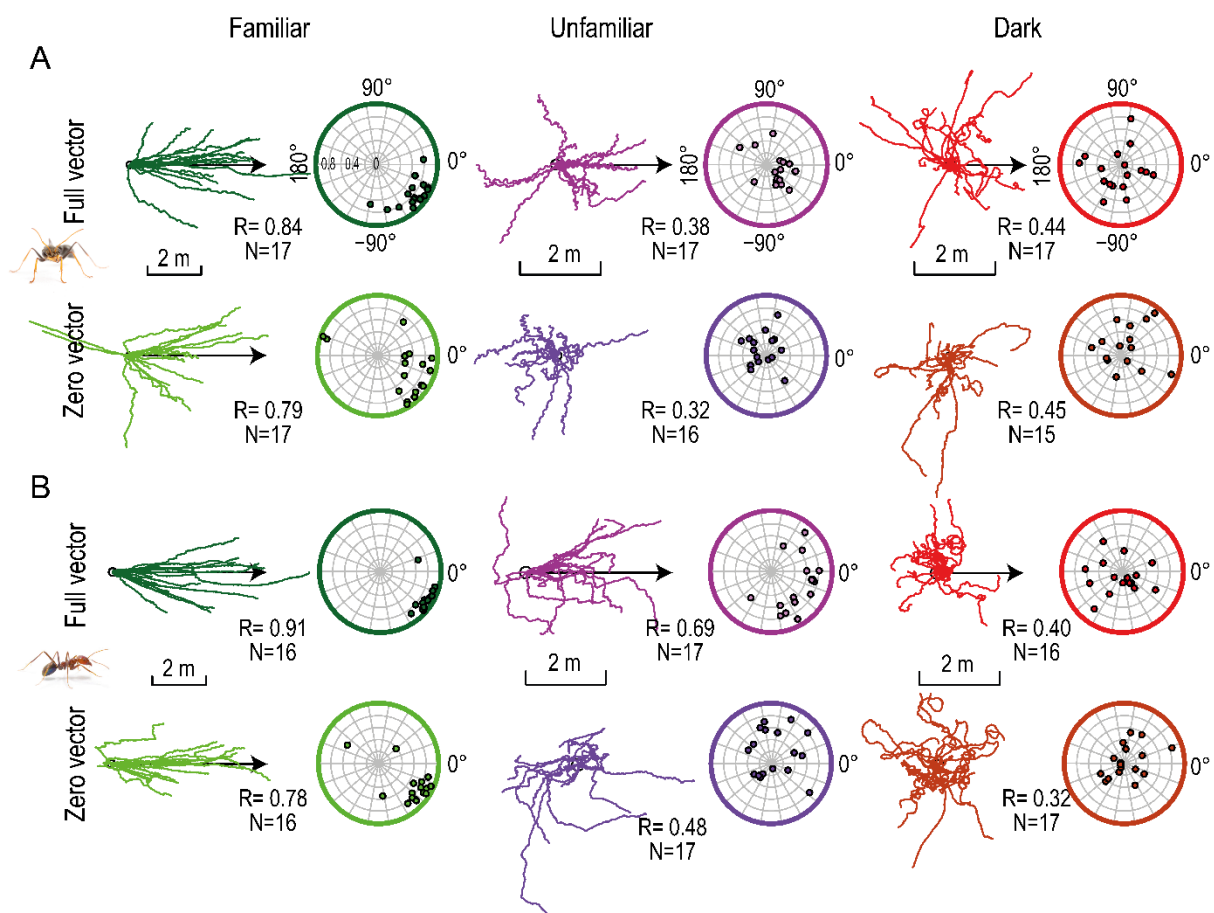 Familiar
Unfamiliar
Dark
A
Full vector
90°
180°
0.8 0.4 0
0°
−90°
R= 0.84
N=17
2 m
90°
180°
0°
−90°
R= 0.38
N=17
2 m
90°
180°
0°
−90°
R= 0.44
N=17
2 m
Zero vector
0°
R= 0.79
N=17
0°
R= 0.32
N=16
0°
R= 0.45
N=15
B
Full vector
0°
R= 0.91
N=16
2 m
0°
R= 0.69
N=17
2 m
0°
R= 0.40
N=16
2 m
Zero vector
0°
R= 0.78
N=16
0°
R= 0.48
N=17
0°
R= 0.32
N=17